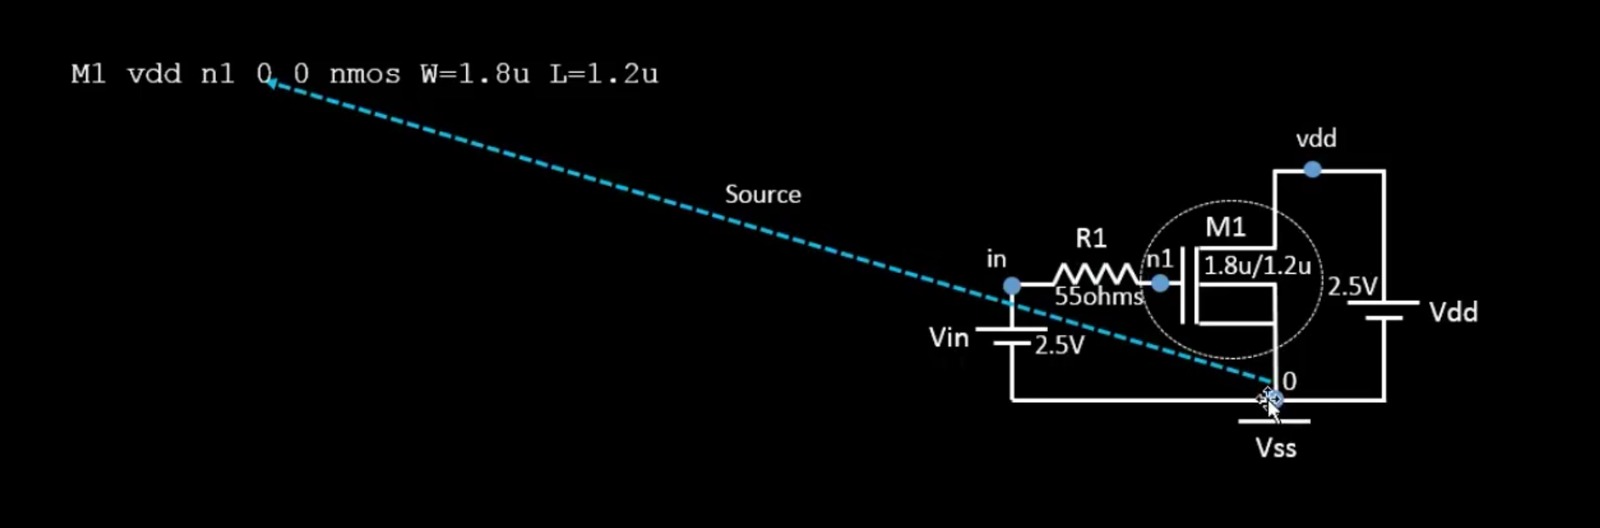 M1 vdd n1 0 0 nmos W=1.8u L=1.2u
vdd
Source
M1
R1
in
n1
1.8u/1.2u
55ohms
2.5V
Vdd
Vin
2.5V
0
Vss